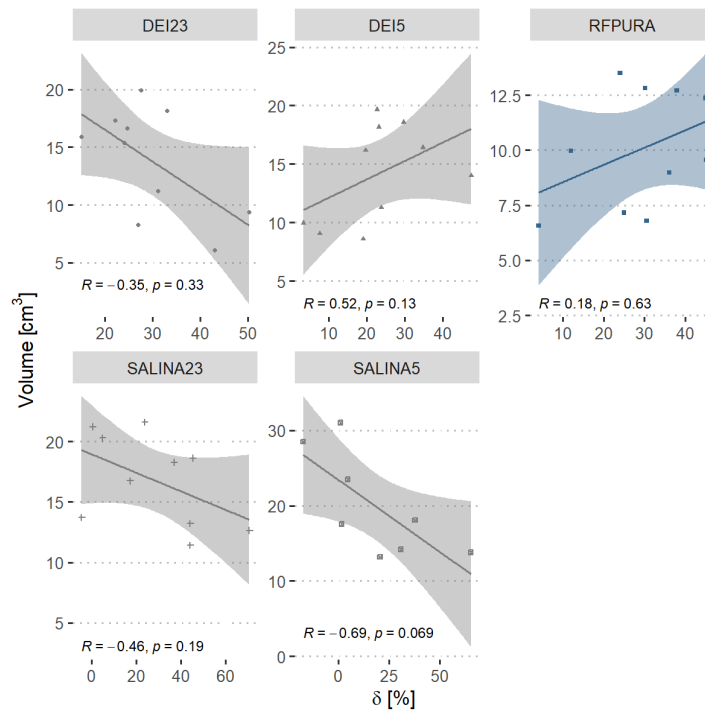 DEI23 DEI5 RFPURA
20
15
10
5
R = −0.35, p = 0.33
10 20 30 40 50
25
20
15
10
5
R = 0.52, p = 0.13
10 20 30 40
12.5
10.0
7.5
5.0
2.5
R = 0.18, p = 0.63
10 20 30 40
Volume [cm³]
SALINA23 SALINA5
20
15
10
5
R = −0.46, p = 0.19
0 20 40 60
30
20
10
0
R = −0.69, p = 0.069
0 25 50
δ [%]